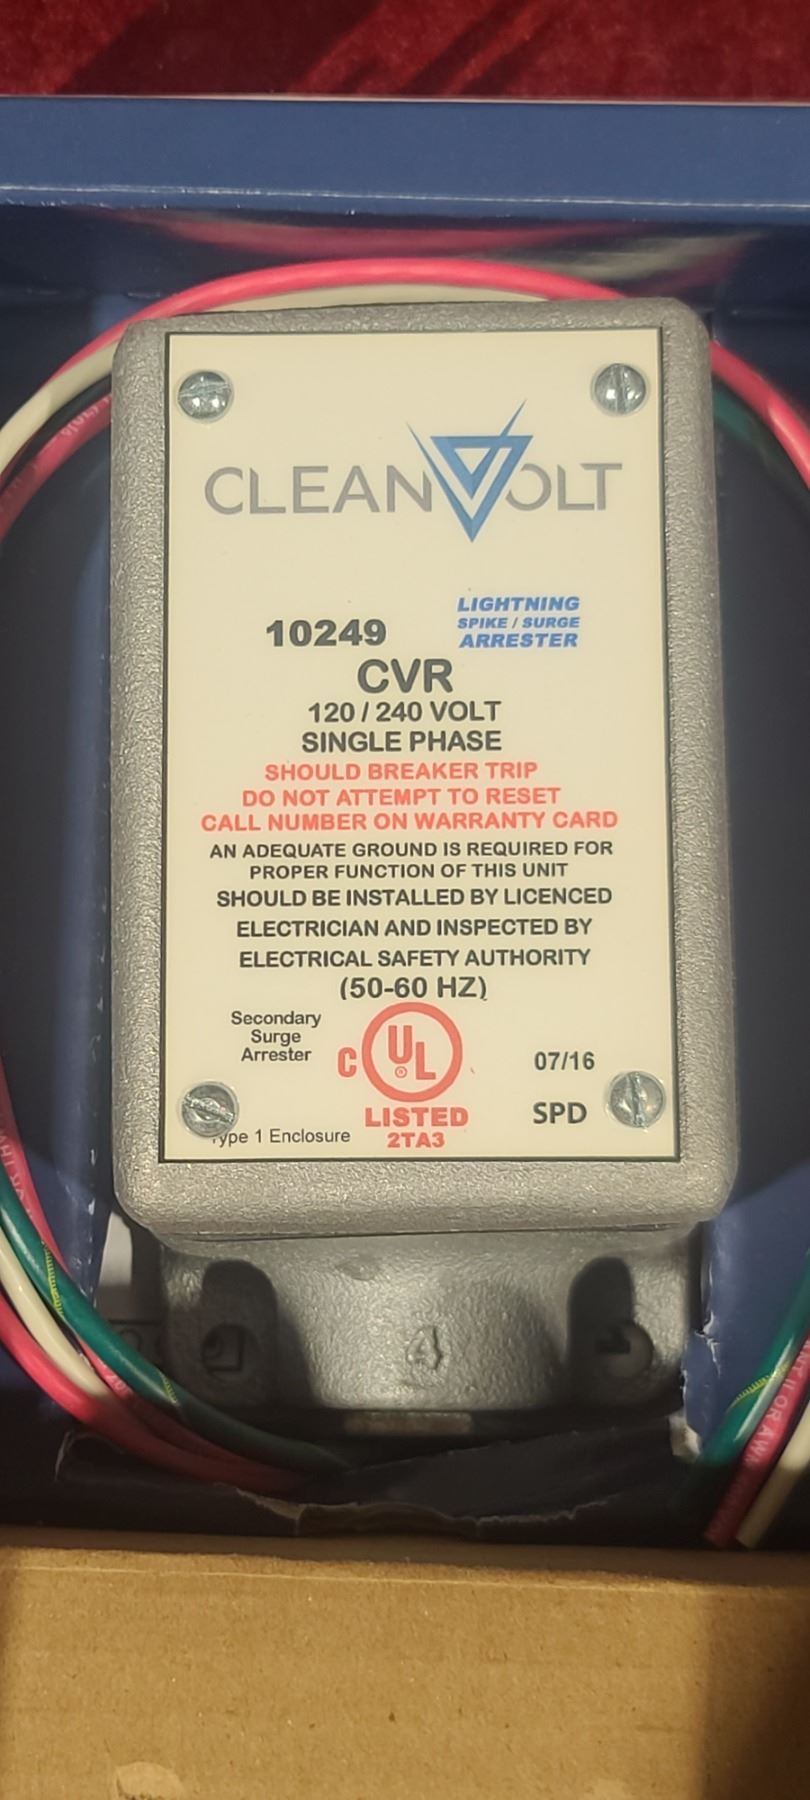 CLEANVOLT
LIGHTNING
SPIKE / SURGE
ARRESTER
10249
CVR
120 / 240 VOLT
SINGLE PHASE
SHOULD BREAKER TRIP
DO NOT ATTEMPT TO RESET
CALL NUMBER ON WARRANTY CARD
AN ADEQUATE GROUND IS REQUIRED FOR
PROPER FUNCTION OF THIS UNIT
SHOULD BE INSTALLED BY LICENCED
ELECTRICIAN AND INSPECTED BY
ELECTRICAL SAFETY AUTHORITY
(50-60 HZ)
Secondary
Surge
Arrester
C UL ®
LISTED
2TA3
07/16
SPD
Type 1 Enclosure
4